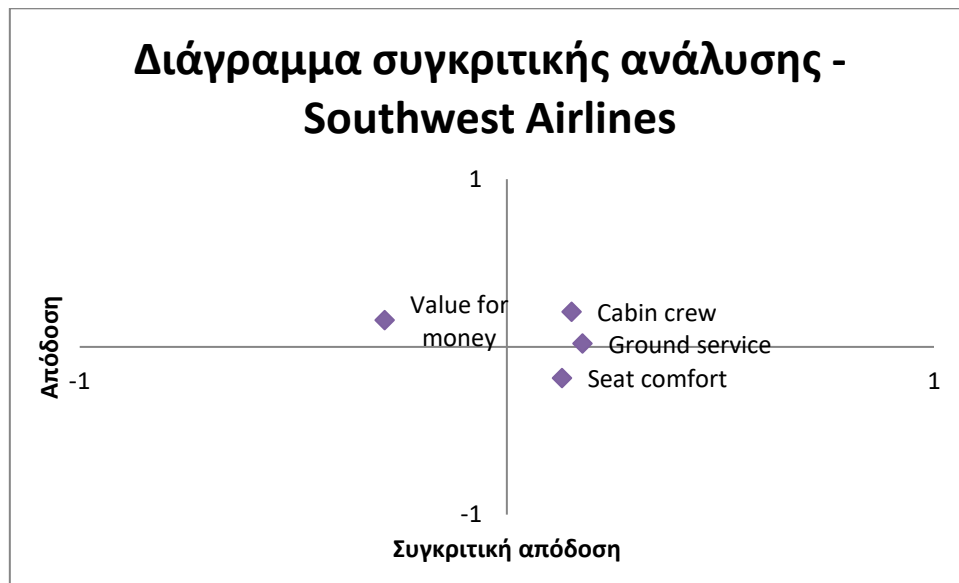 Διάγραμμα συγκριτικής ανάλυσης -
Southwest Airlines
1
Value for
money
Cabin crew
Ground service
Seat comfort
Απόδοση
-1
1
-1
Συγκριτική απόδοση